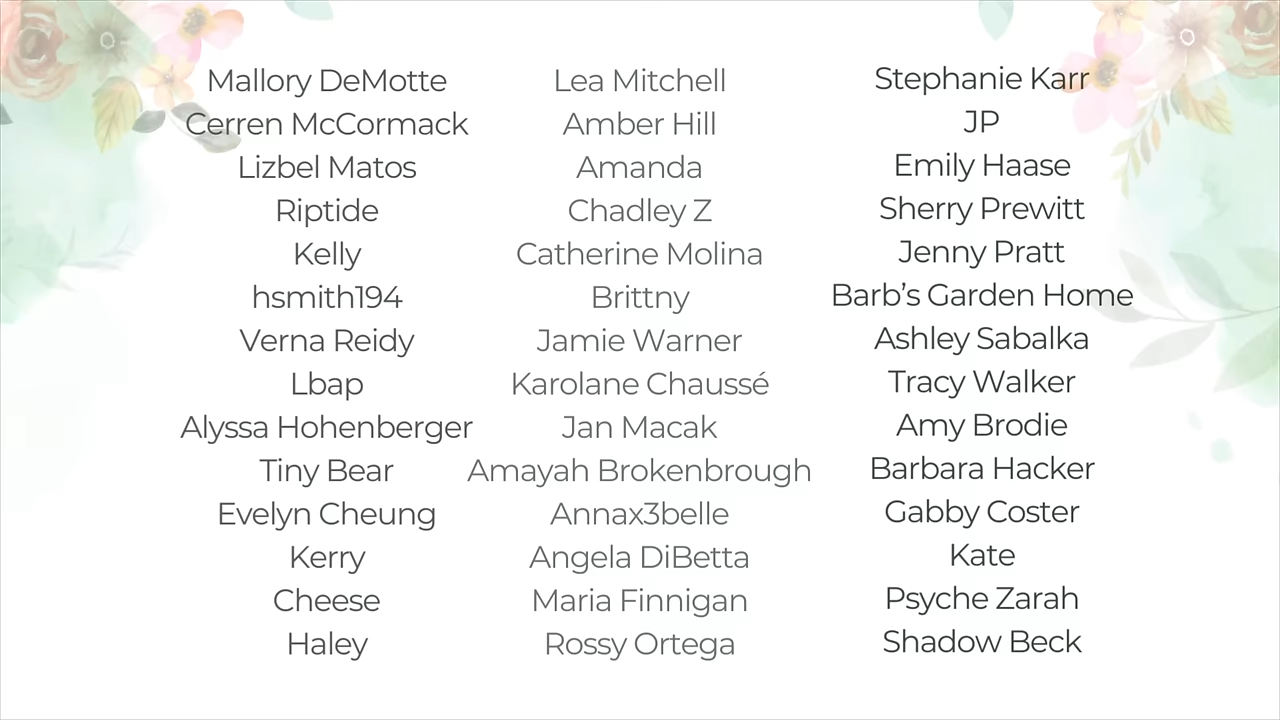 Mallory DeMotte
Cerren McCormack
Lizbel Matos
Riptide
Kelly
hsmith194
Verna Reidy
Lbap
Alyssa Hohenberger
Tiny Bear
Evelyn Cheung
Kerry
Cheese
Haley
Lea Mitchell
Amber Hill
Amanda
Chadley Z
Catherine Molina
Brittny
Jamie Warner
Karolane Chaussé
Jan Macak
Amayah Brokenbrough
Annax3belle
Angela DiBetta
Maria Finnigan
Rossy Ortega
Stephanie Karr
JP
Emily Haase
Sherry Prewitt
Jenny Pratt
Barb’s Garden Home
Ashley Sabalka
Tracy Walker
Amy Brodie
Barbara Hacker
Gabby Coster
Kate
Psyche Zarah
Shadow Beck